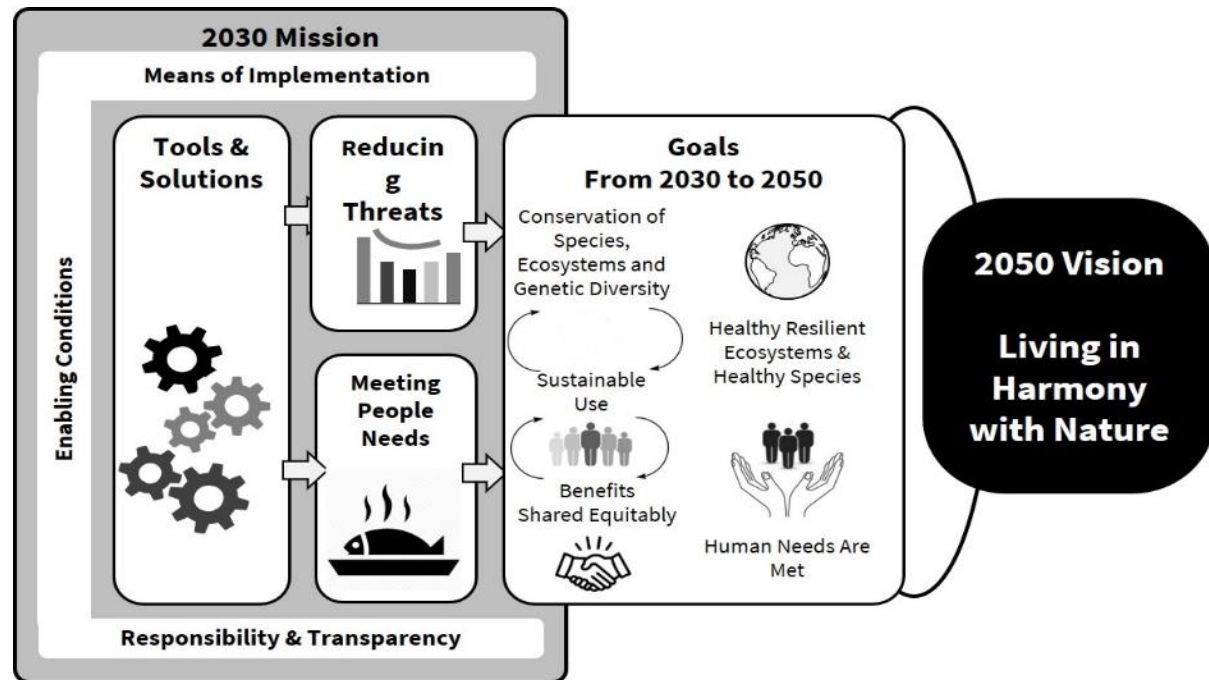 2030 Mission
Means of Implementation
Enabling Conditions
Tools &
Solutions
Reducin
g
Threats
Meeting
People
Needs
Goals
From 2030 to 2050
Conservation of
Species,
Ecosystems and
Genetic Diversity
Sustainable
Use
Benefits
Shared Equitably
Healthy Resilient
Ecosystems &
Healthy Species
Human Needs Are
Met
2050 Vision
Living in
Harmony
with Nature
Responsibility & Transparency